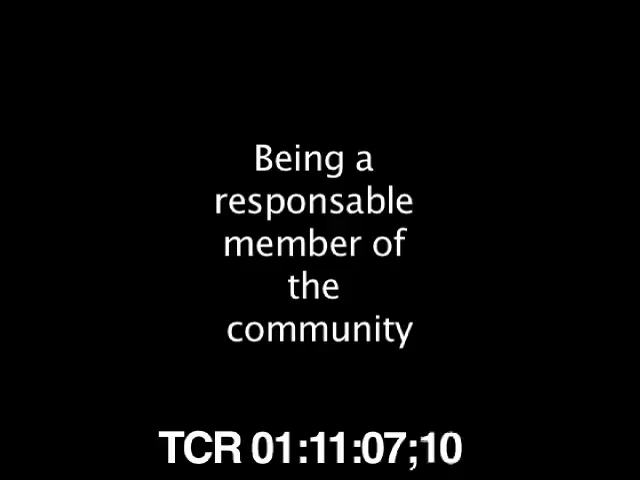 Being a
responsable
member of
the
community
TCR 01:11:07;10